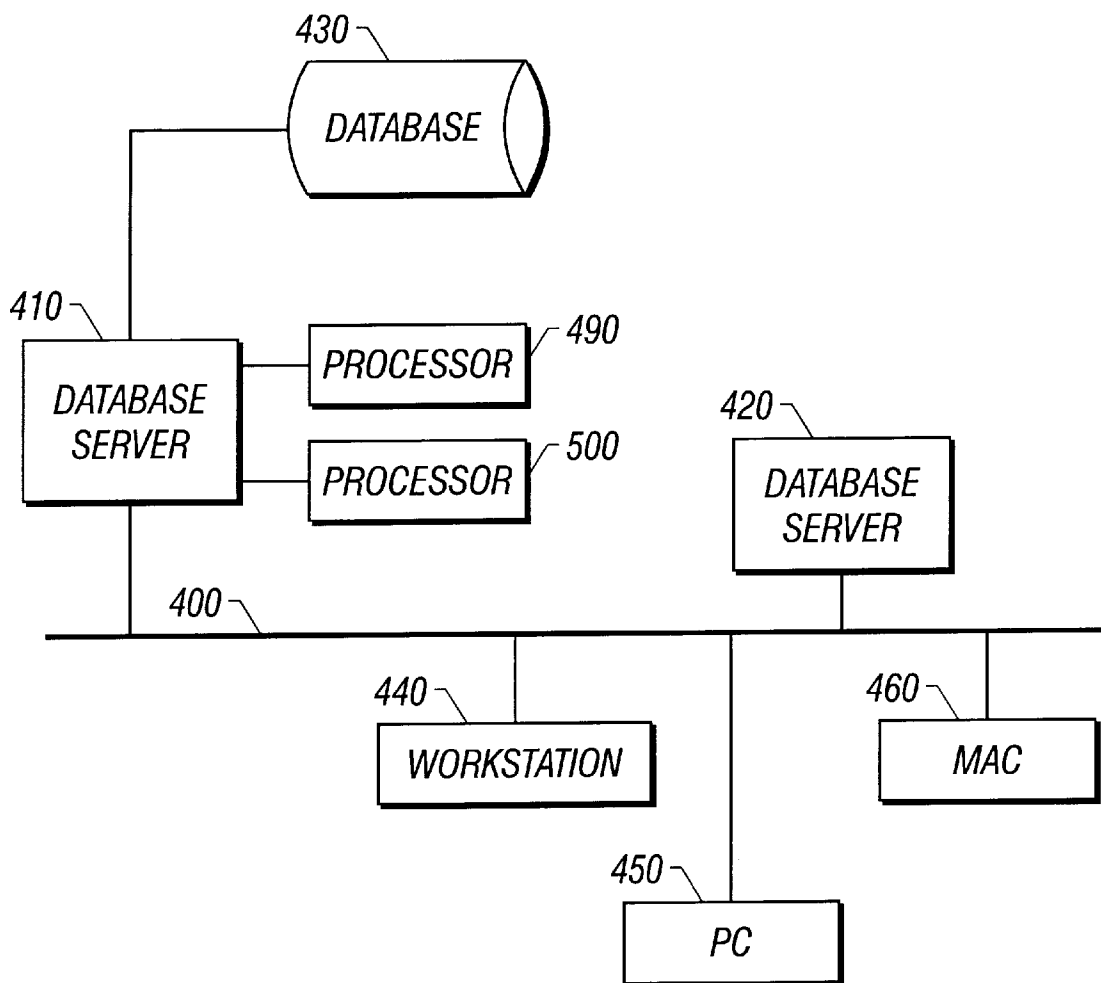 430
DATABASE
410
DATABASE
SERVER
PROCESSOR
490
PROCESSOR
500
420
DATABASE
SERVER
400
440
WORKSTATION
460
MAC
450
PC